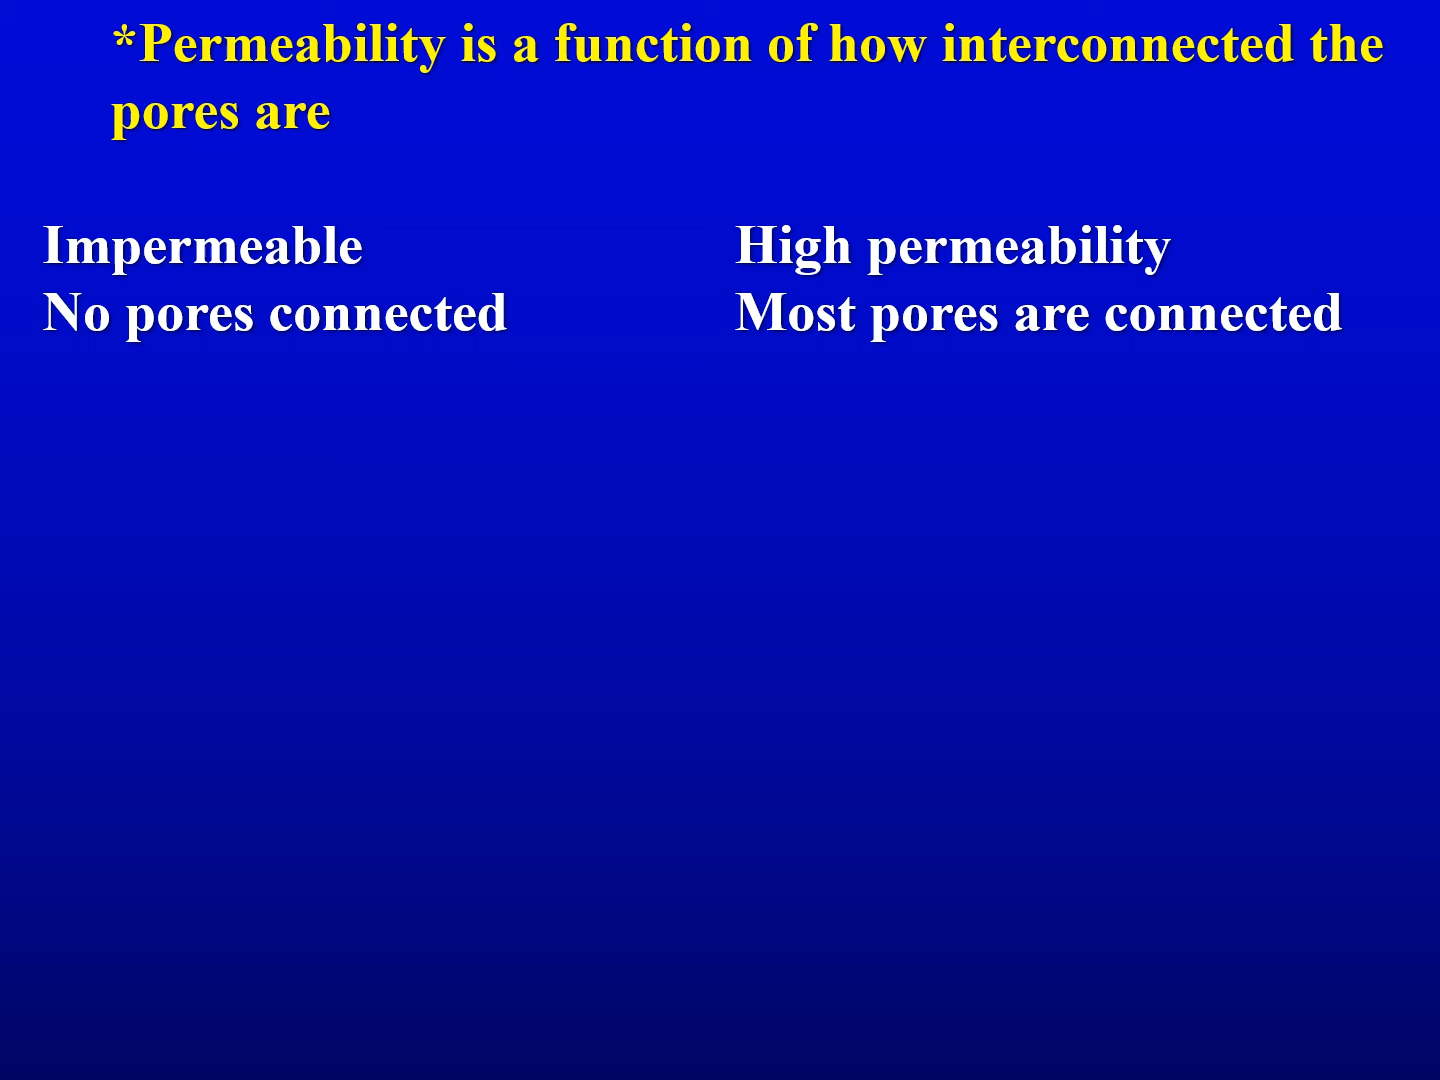 *Permeability is a function of how interconnected the
pores are
Impermeable
No pores connected
High permeability
Most pores are connected